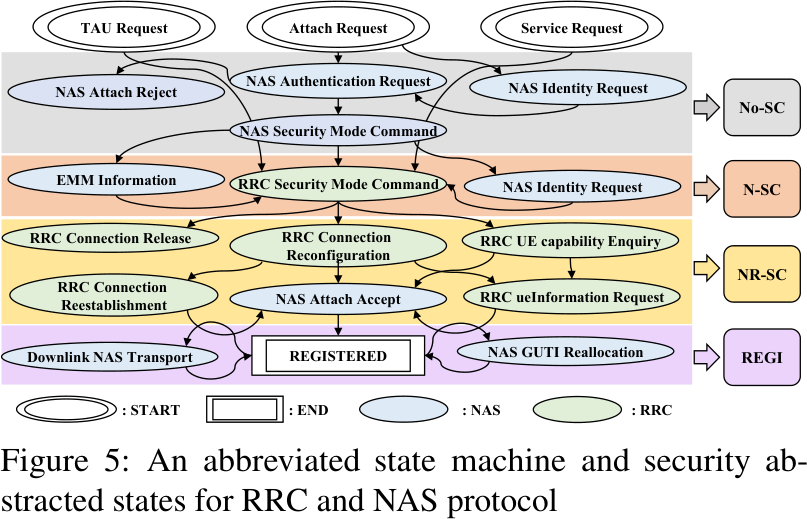 TAU Request
Attach Request
Service Request
NAS Attach Reject
NAS Authentication Request
NAS Identity Request
NAS Security Mode Command
No-SC
EMM Information
RRC Security Mode Command
NAS Identity Request
N-SC
RRC Connection Release
RRC Connection
Reconfiguration
RRC UE capability Enquiry
RRC Connection
Reestablishment
NAS Attach Accept
RRC ueInformation Request
NR-SC
Downlink NAS Transport
REGISTERED
NAS GUTI Reallocation
REGI
: START
: END
: NAS
: RRC
Figure 5: An abbreviated state machine and security ab-
stracted states for RRC and NAS protocol